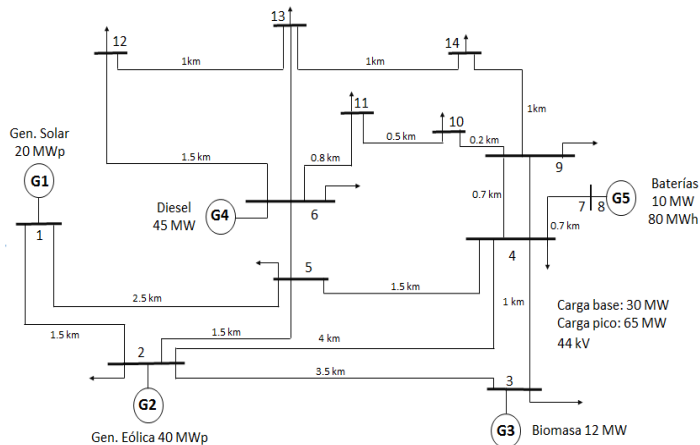 13
12
14
1km
1km
11
10
Gen. Solar
20 MWp
0.5 km
0.2 km
1km
G1
1.5 km
0.8 km
9
Diesel
45 MW
G4
6
0.7 km
7
8
G5
Baterías
10 MW
80 MWh
1
0.7 km
4
5
2.5 km
1.5 km
1 km
Carga base: 30 MW
Carga pico: 65 MW
44 kV
1.5 km
1.5 km
2
4 km
3.5 km
3
G2
G3
Biomasa 12 MW
Gen. Eólica 40 MWp